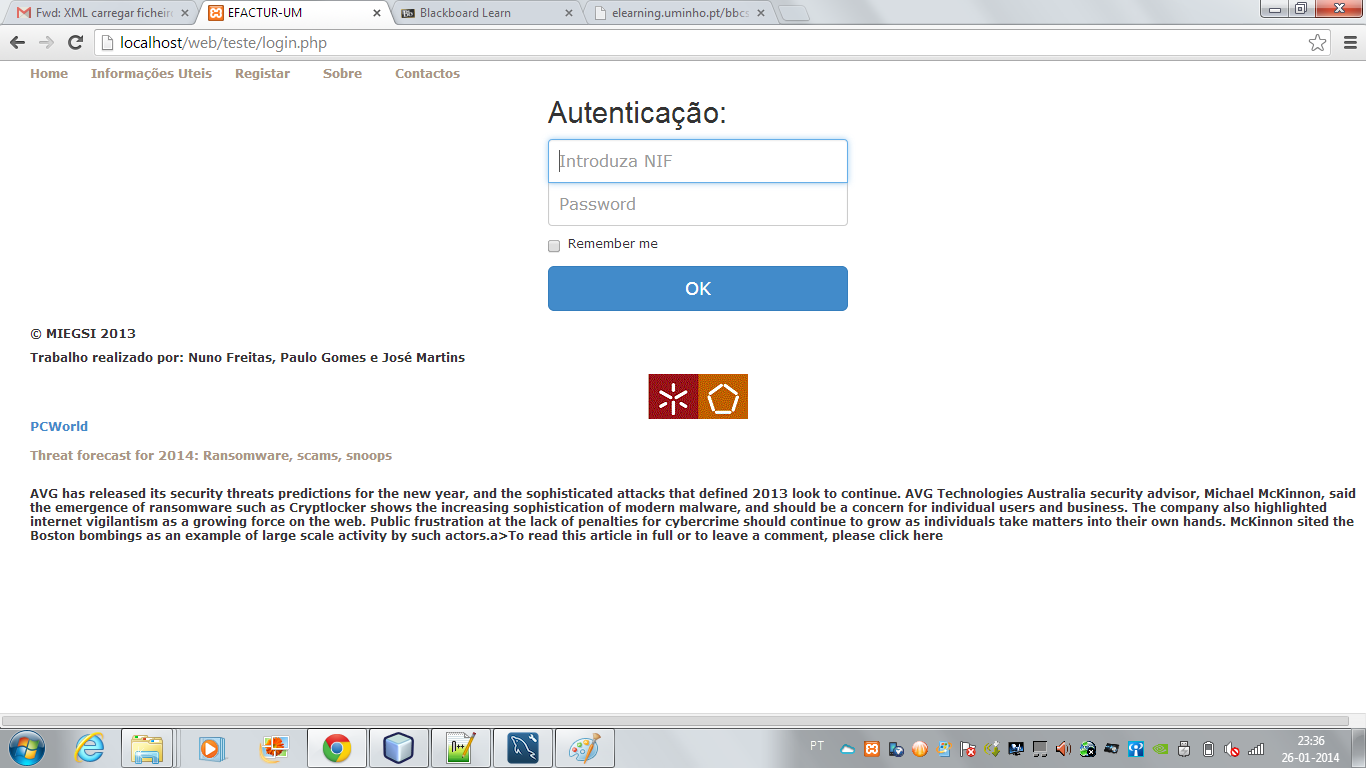 Fwd: XML carregar ficheir
EFACTUR-UM
Blackboard Learn
elearning.uminho.pt/bbcs
localhost/web/teste/login.php
Home Informações Uteis Registar Sobre Contactos
Autenticação:
Introduza NIF
Password
Remember me
OK
© MIEGSI 2013
Trabalho realizado por: Nuno Freitas, Paulo Gomes e José Martins
PCWorld
Threat forecast for 2014: Ransomware, scams, snoops
AVG has released its security threats predictions for the new year, and the sophisticated attacks that defined 2013 look to continue. AVG Technologies Australia security advisor, Michael McKinnon, said
the emergence of ransomware such as Cryptlocker shows the increasing sophistication of modern malware, and should be a concern for individual users and business. The company also highlighted
internet vigilantism as a growing force on the web. Public frustration at the lack of penalties for cybercrime should continue to grow as individuals take matters into their own hands. McKinnon sited the
Boston bombings as an example of large scale activity by such actors.a>To read this article in full or to leave a comment, please click here
PT
23:36
26-01-2014